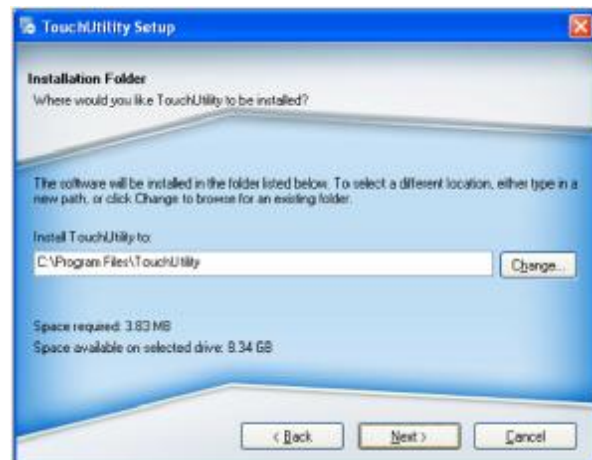 TouchUtility Setup
Installation Folder
Where would you like TouchUtility to be installed?
The software will be installed in the folder listed below. To select a different location, either type in a
new path, or click Change to browse for an existing folder.
Install TouchUtility to:
C:\Program Files\TouchUtility
Change...
Space required: 3.83 MB
Space available on selected drive: 8.34 GB
< Back Next > Cancel